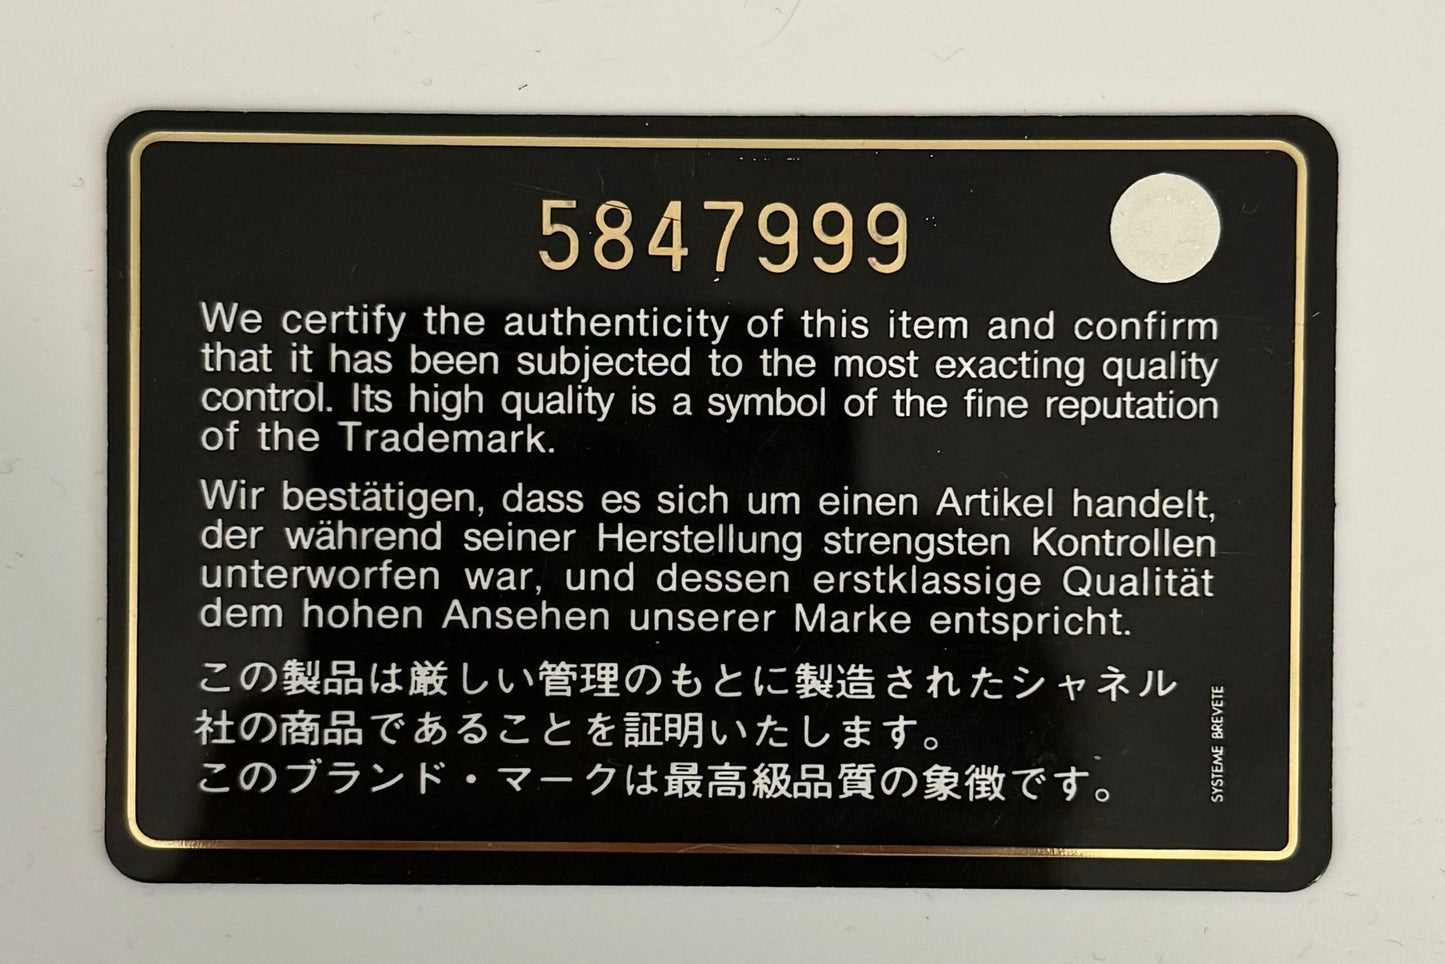 5847999
We certify the authenticity of this item and confirm
that it has been subjected to the most exacting quality
control. Its high quality is a symbol of the fine reputation
of the Trademark.
Wir bestätigen, dass es sich um einen Artikel handelt,
der während seiner Herstellung strengsten Kontrollen
unterworfen war, und dessen erstklassige Qualität
dem hohen Ansehen unserer Marke entspricht.
この製品は厳しい管理のもとに製造されたシャネル
社の商品であることを証明いたします。
このブランド・マークは最高級品質の象徴です。
SYSTEME BREVETE